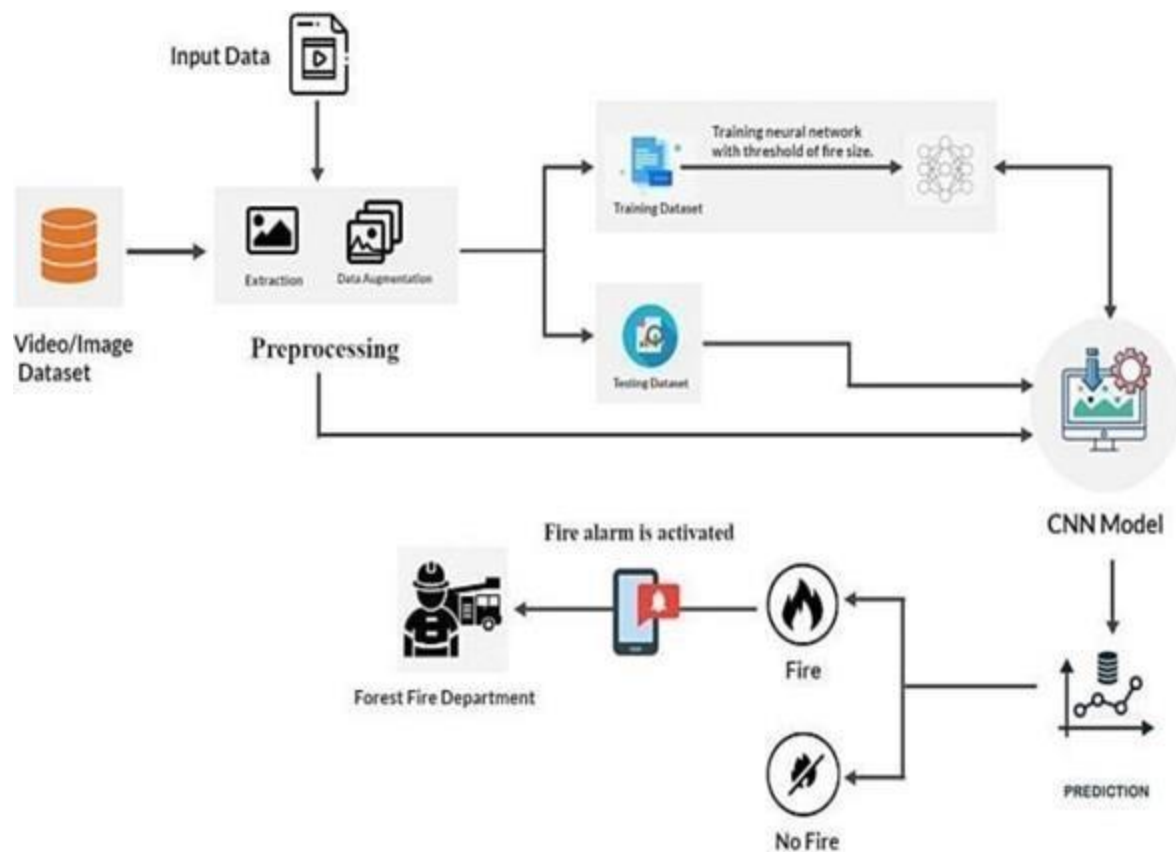 Input Data
Training neural network
with threshold of fire size.
Training Dataset
Extraction
Data Augmentation
Video/Image
Dataset
Preprocessing
Testing Dataset
CNN Model
Fire alarm is activated
Fire
Forest Fire Department
PREDICTION
No Fire